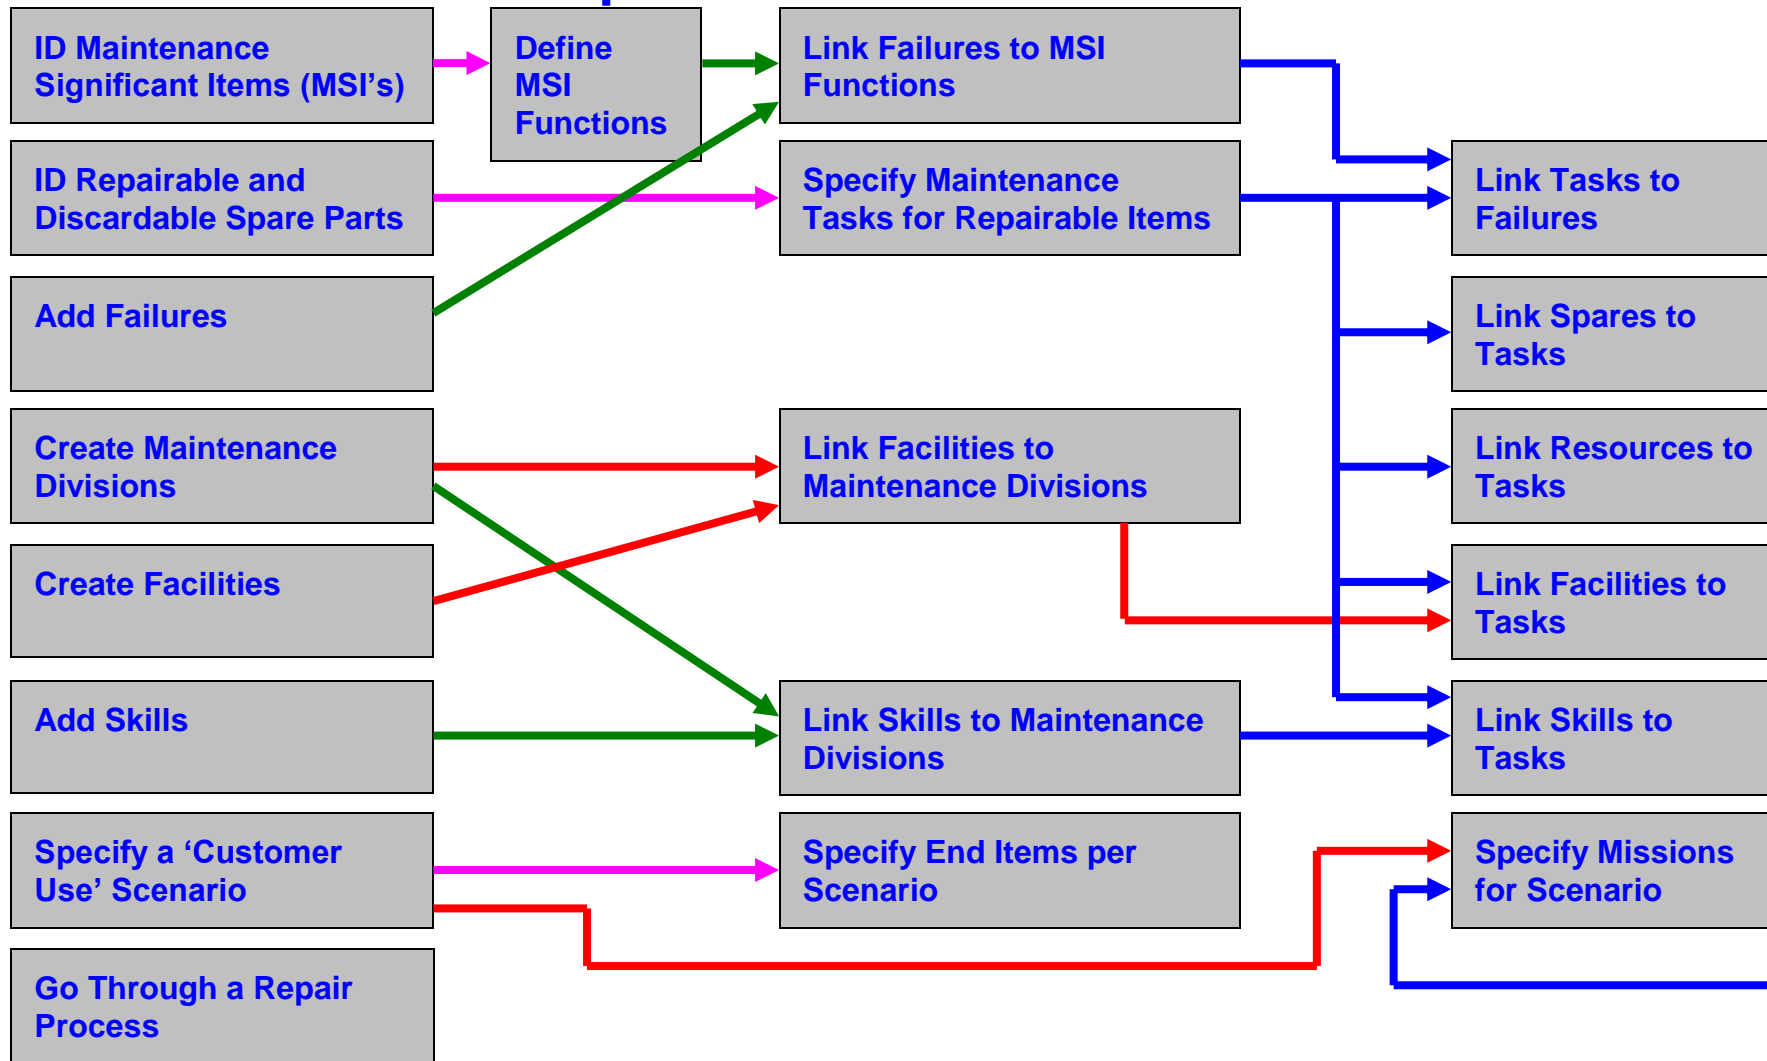 ID Maintenance
Significant Items (MSI's)
Define
MSI
Functions
Link Failures to MSI
Functions
ID Repairable and
Discardable Spare Parts
Specify Maintenance
Tasks for Repairable Items
Link Tasks to
Failures
Add Failures
Link Spares to
Tasks
Create Maintenance
Divisions
Link Facilities to
Maintenance Divisions
Link Resources to
Tasks
Create Facilities
Link Facilities to
Tasks
Add Skills
Link Skills to Maintenance
Divisions
Link Skills to
Tasks
Specify a ‘Customer
Use’ Scenario
Specify End Items per
Scenario
Specify Missions
for Scenario
Go Through a Repair
Process